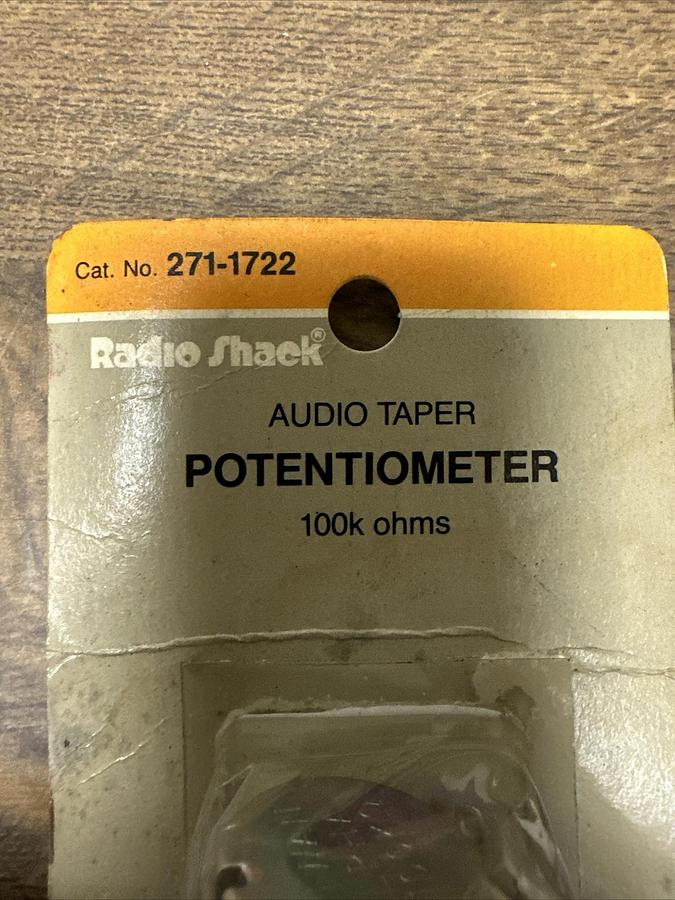 Cat. No. 271-1722
Radio Shack®
AUDIO TAPER
POTENTIOMETER
100k ohms